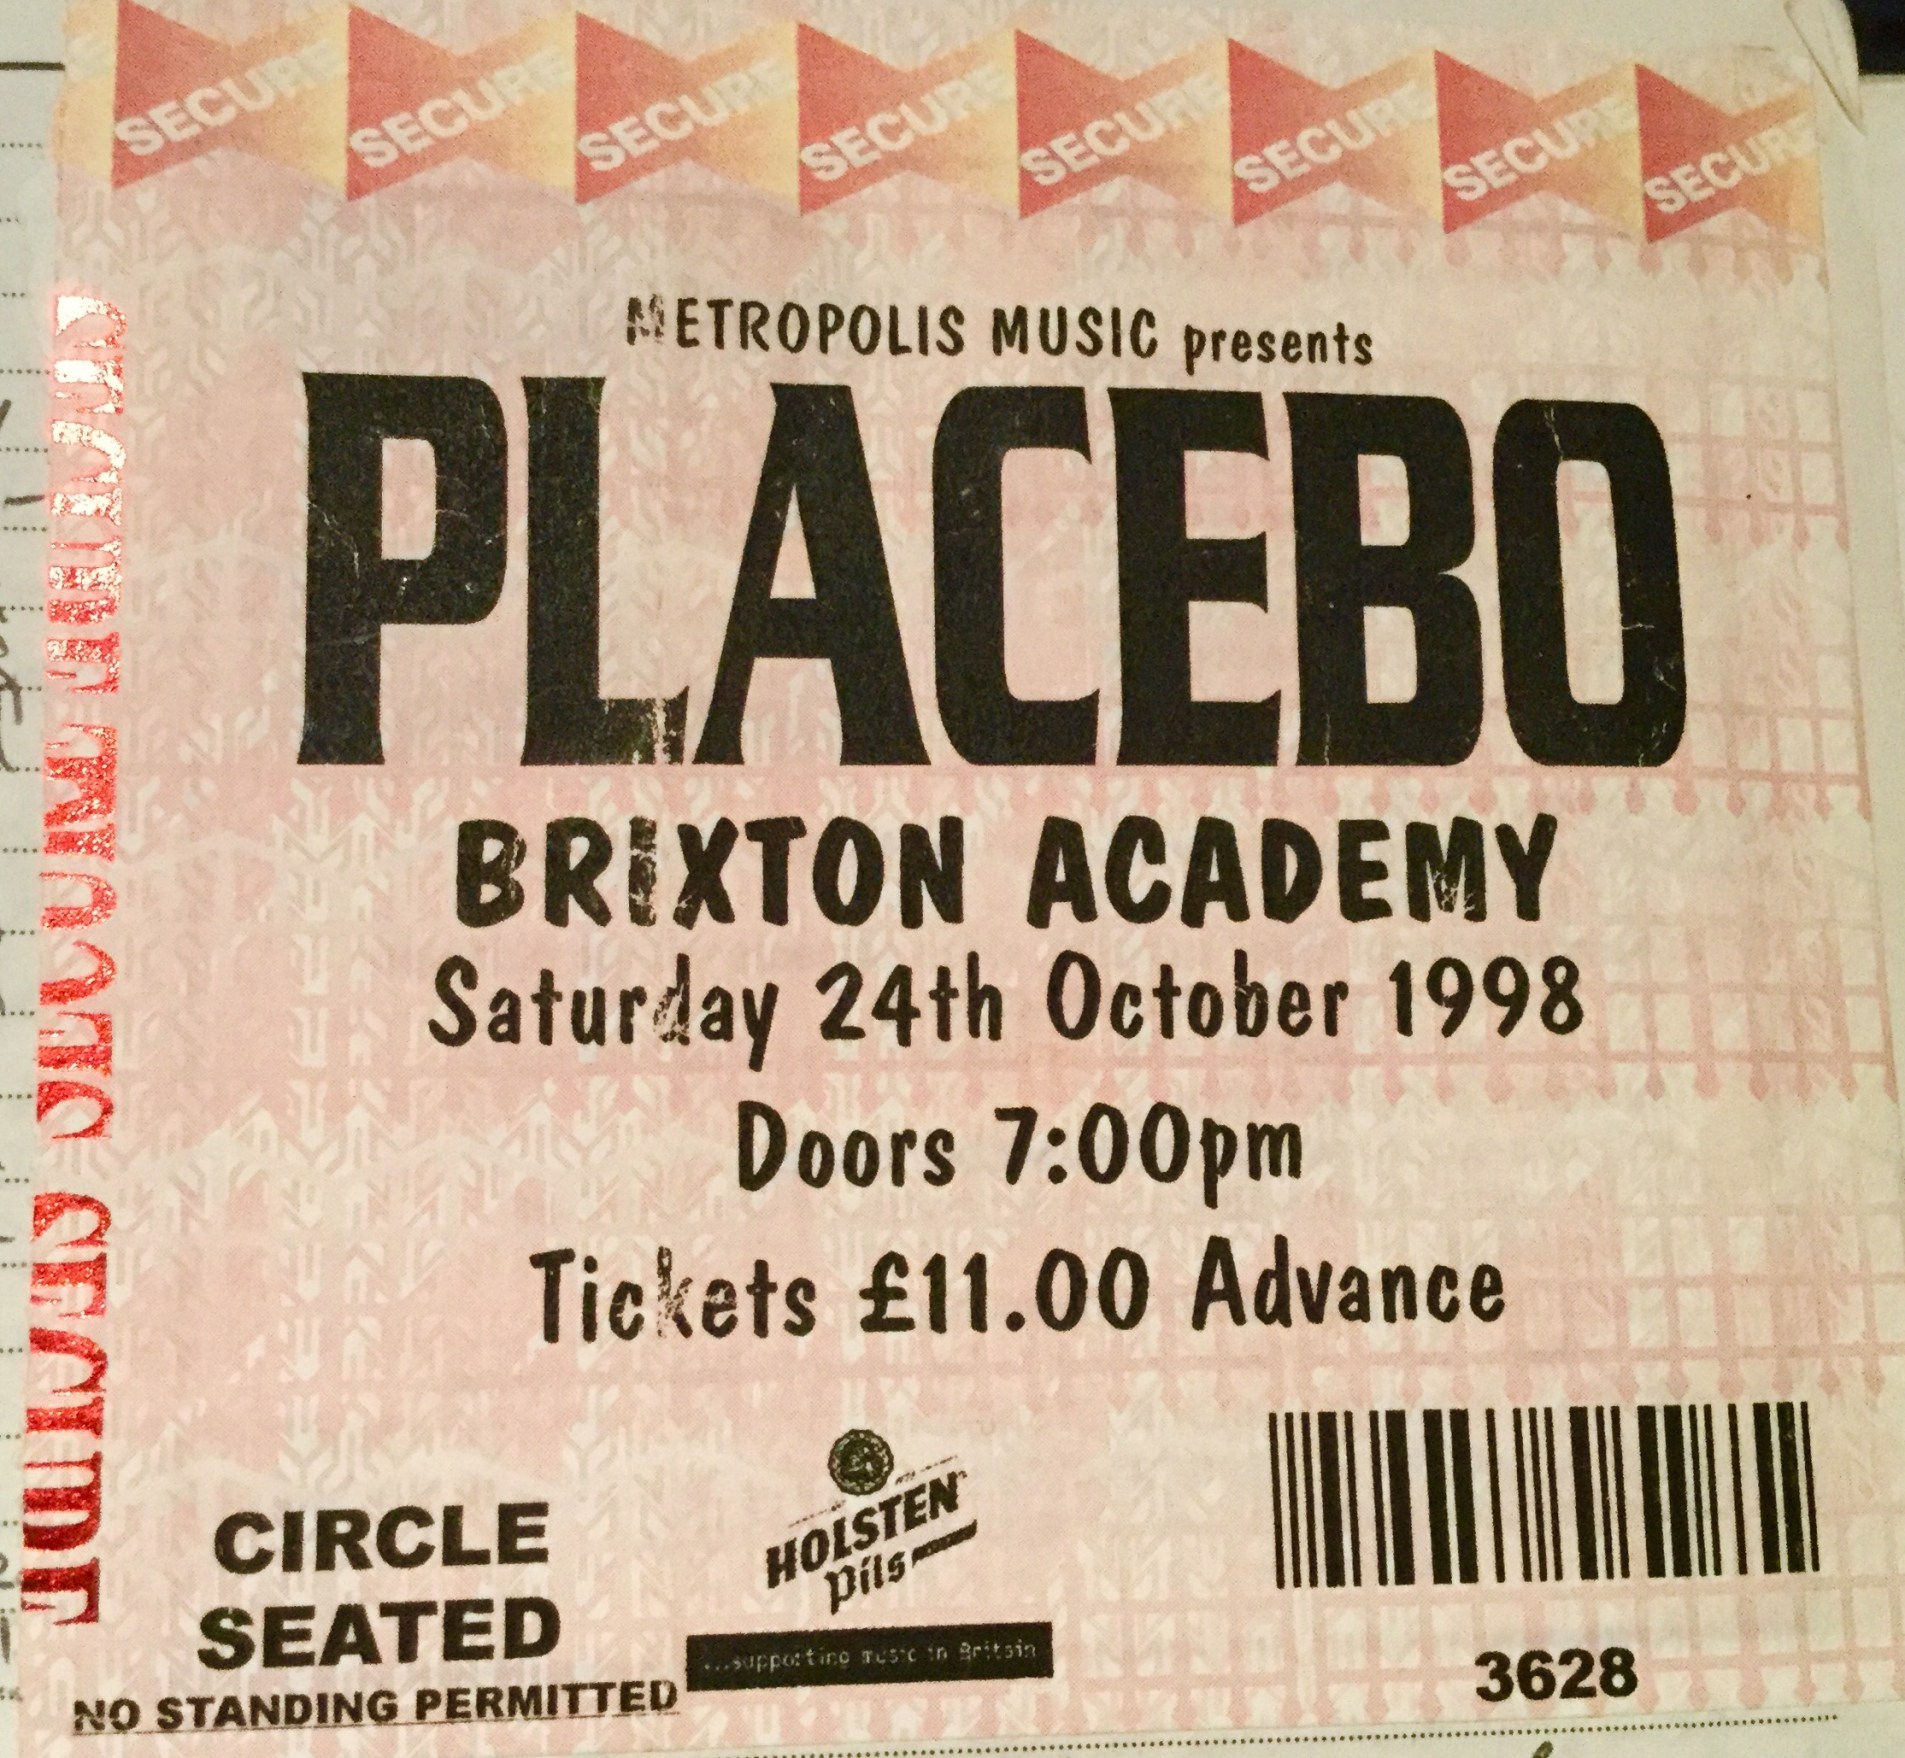 SECURE SECURE SECURE SECURE SECURE SECURE SECURE SECURE
METROPOLIS MUSIC presents
PLACEBO
BRIXTON ACADEMY
Saturday 24th October 1998
Doors 7:00pm
Tickets £11.00 Advance
CIRCLE
SEATED
NO STANDING PERMITTED
HOLSTEN
Pils
...supporting music in Britain
3628